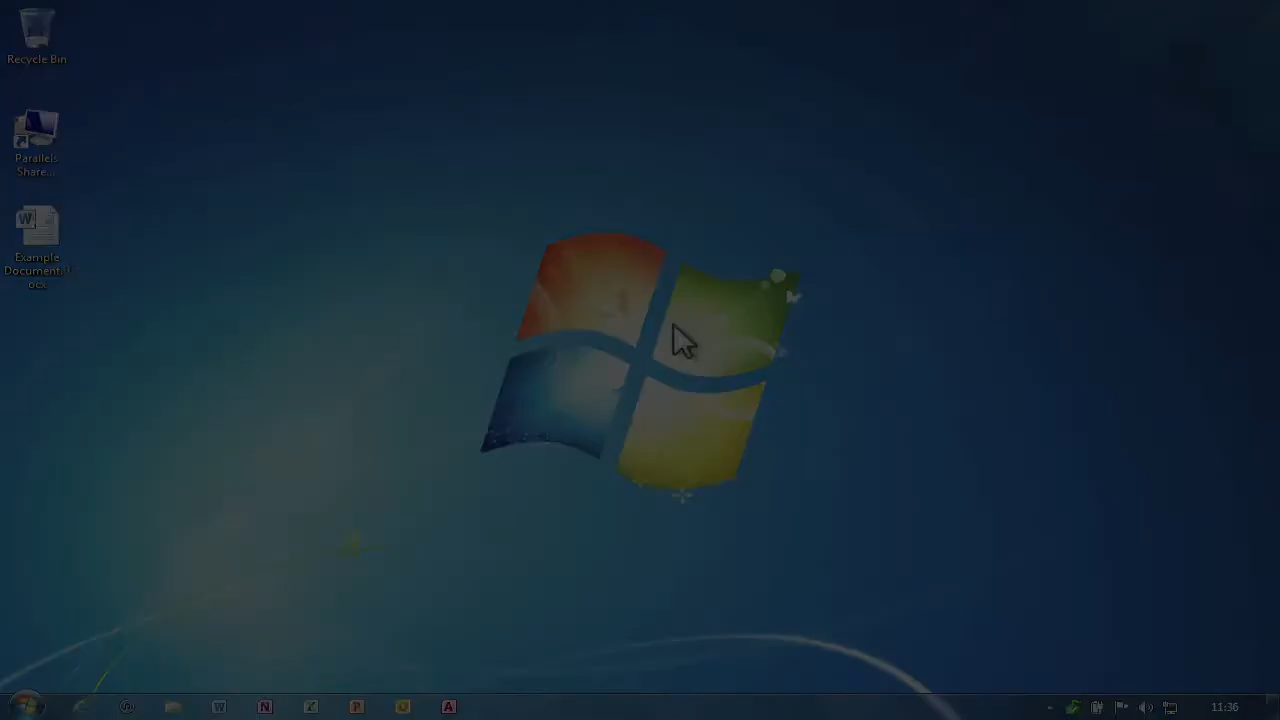 Recycle Bin
Parallels
Share...
Example
Document.d
ocx
11:36